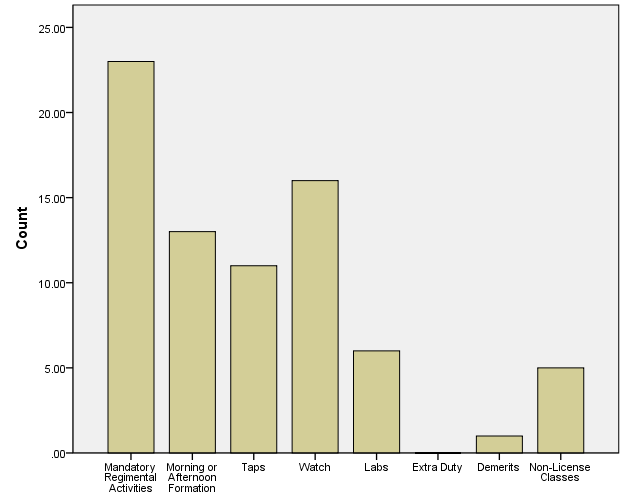 25.00
20.00
15.00
10.00
5.00
.00
Count
Mandatory
Regimental
Activities
Morning or
Afternoon
Formation
Taps
Watch
Labs
Extra Duty
Demerits
Non-License
Classes